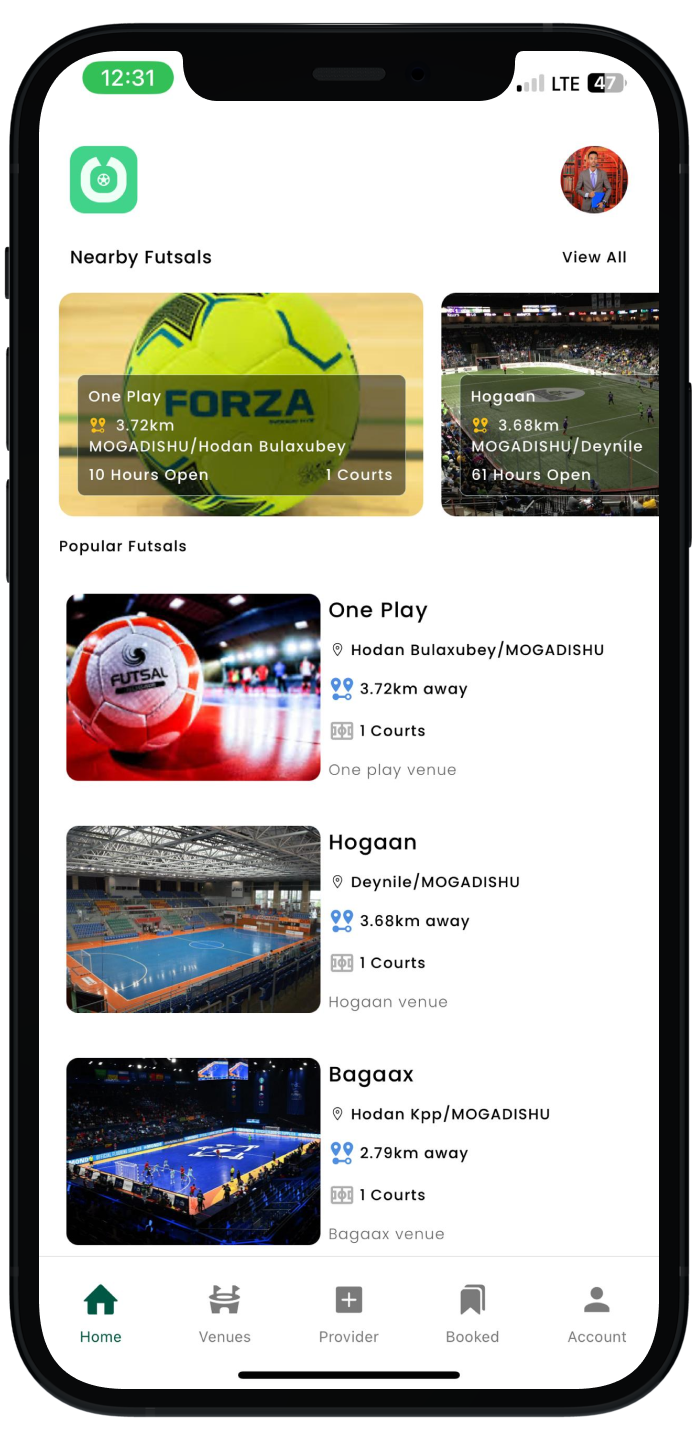 12:31
LTE 47
Nearby Futsals
View All
FORZA
One Play
3.72km
MOGADISHU/Hodan Bulaxubey
10 Hours Open
1 Courts
Hogaan
3.68km
MOGADISHU/Deynile
61 Hours Open
Popular Futsals
FUTSAL
One Play
Hodan Bulaxubey/MOGADISHU
3.72km away
1 Courts
One play venue
Hogaan
Deynile/MOGADISHU
3.68km away
1 Courts
Hogaan venue
Bagaax
Hodan Kpp/MOGADISHU
2.79km away
1 Courts
Bagaax venue
Home
Venues
Provider
Booked
Account